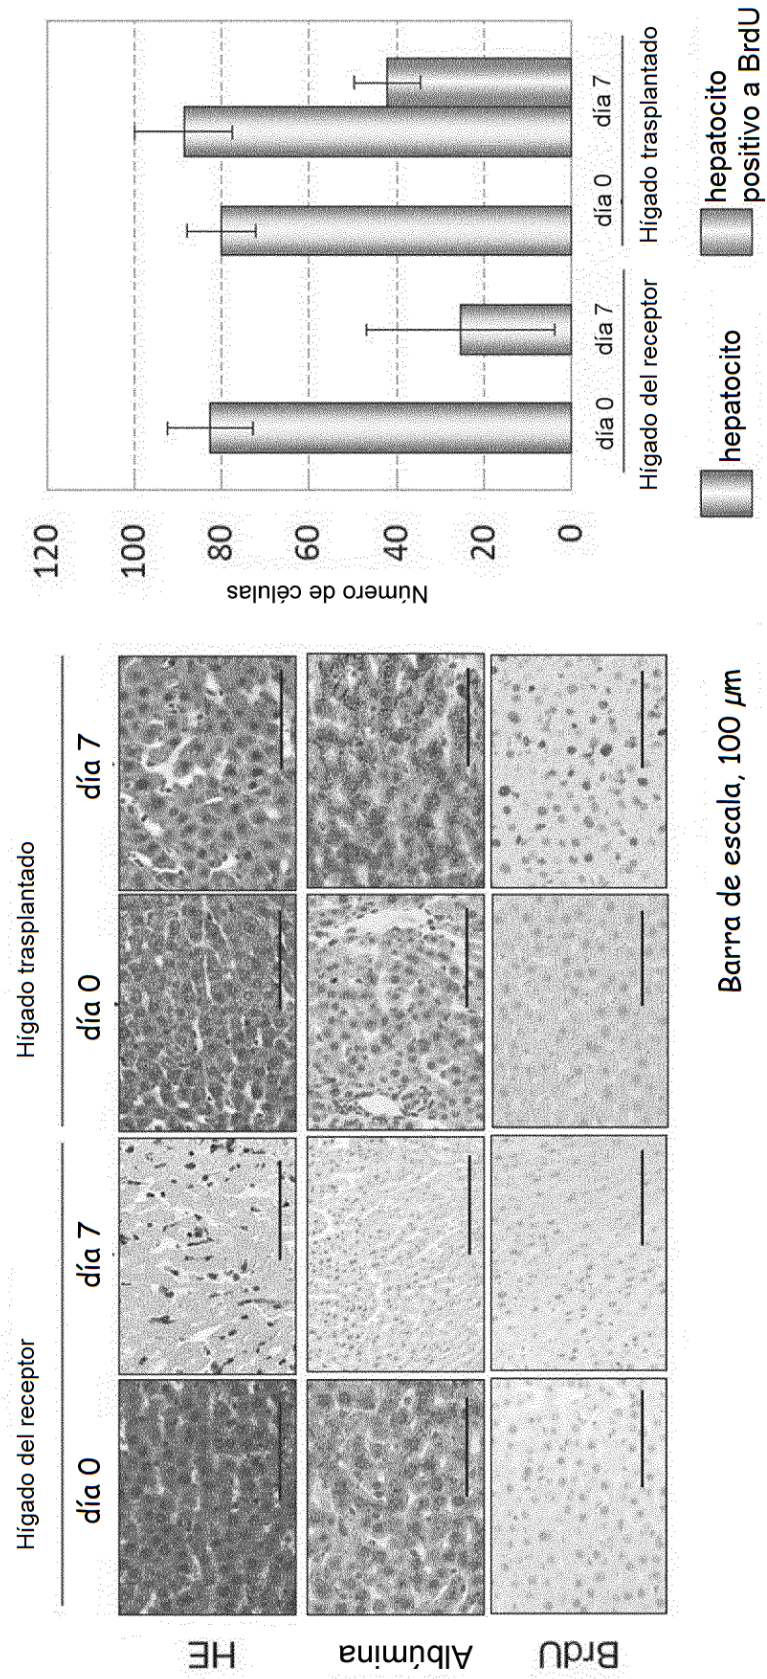 Hígado del receptor
Hígado trasplantado
día 0
día 7
día 0
día 7
HE
Albúmina
BrdU
Barra de escala, 100 µm
120
100
80
60
40
20
0
Número de células
día 0
día 7
día 0
día 7
Hígado del receptor
Hígado trasplantado
hepatocito
hepatocito
positivo a BrdU